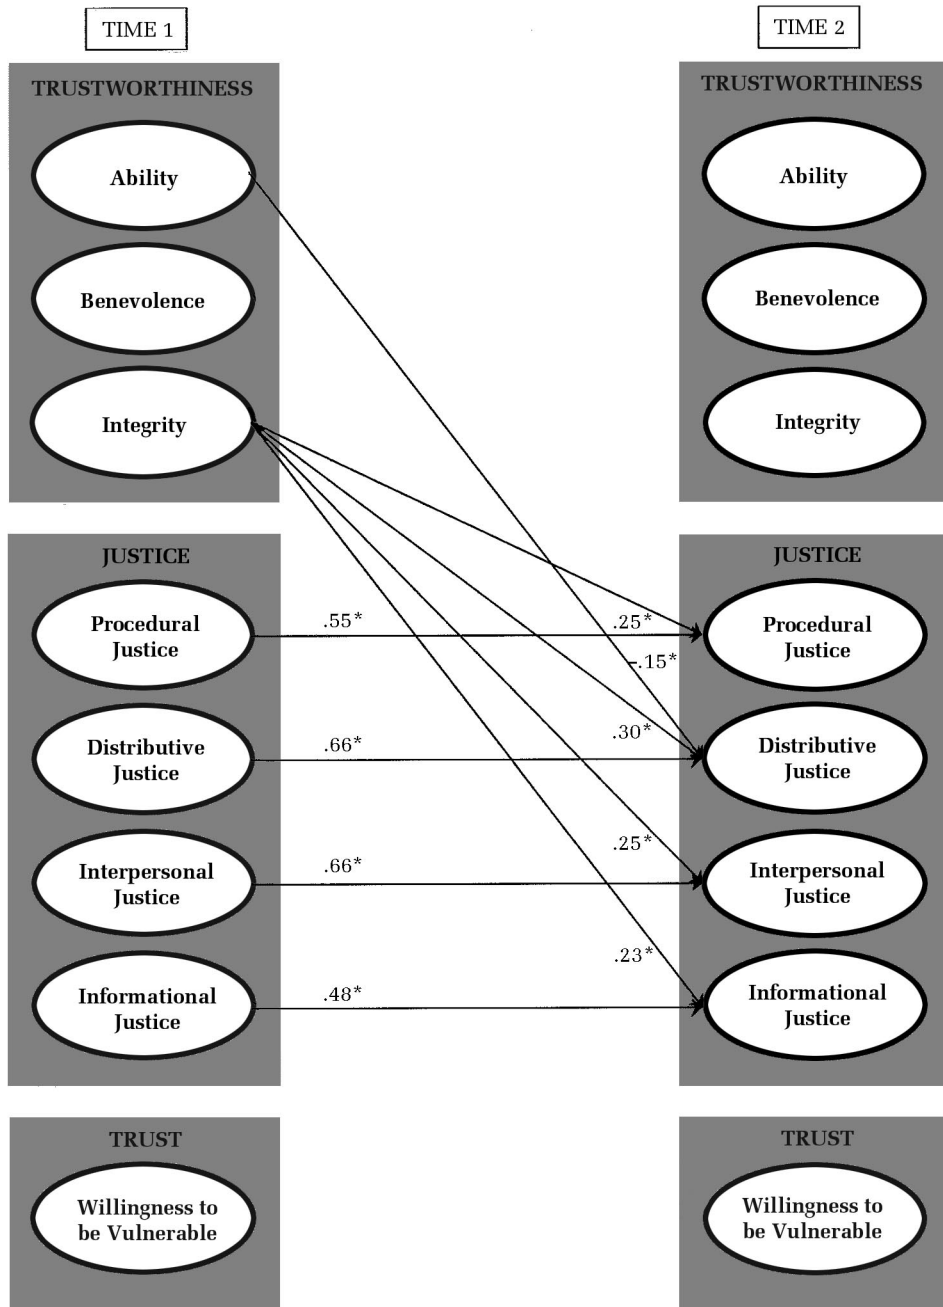 TIME 1
TRUSTWORTHINESS
Ability
Benevolence
Integrity
JUSTICE
Procedural
Justice
Distributive
Justice
Interpersonal
Justice
Informational
Justice
TRUST
Willingness to
be Vulnerable
.55*
.66*
.66*
.48*
.25*
-.15*
.30*
.25*
.23*
TIME 2
TRUSTWORTHINESS
Ability
Benevolence
Integrity
JUSTICE
Procedural
Justice
Distributive
Justice
Interpersonal
Justice
Informational
Justice
TRUST
Willingness to
be Vulnerable